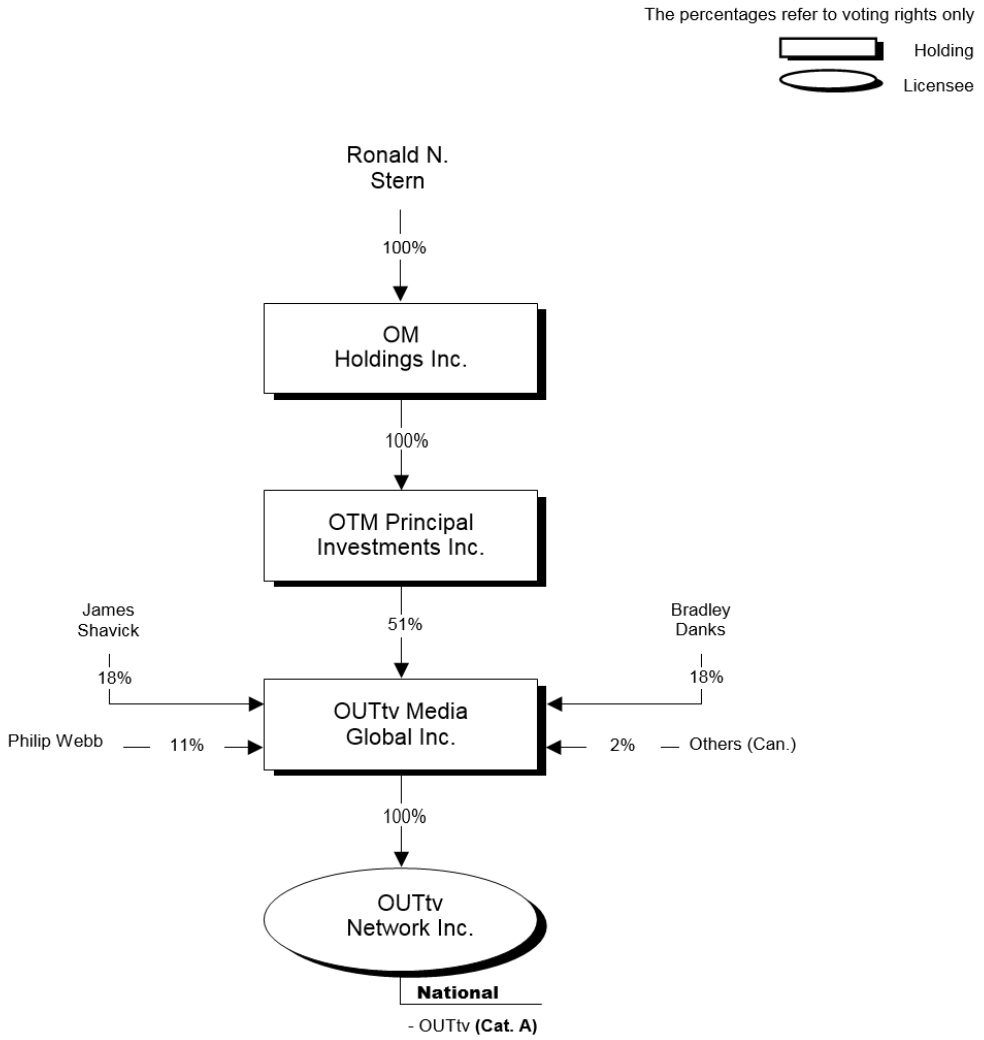 The percentages refer to voting rights only
Holding
Licensee
Ronald N.
Stern
100%
OM
Holdings Inc.
100%
OTM Principal
Investments Inc.
James
Shavick
51%
Bradley
Danks
18%
18%
OUTtv Media
Global Inc.
Philip Webb
11%
2%
Others (Can.)
100%
OUTtv
Network Inc.
National
- OUTtv (Cat. A)